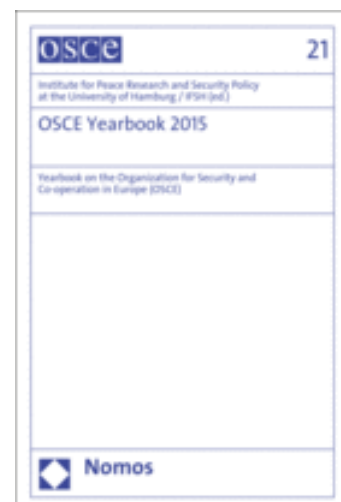 osce 21
Institute for Peace Research and Security Policy
at the University of Hamburg / IFSH (ed.)
OSCE Yearbook 2015
Yearbook on the Organization for Security and
Co-operation in Europe (OSCE)
Nomos